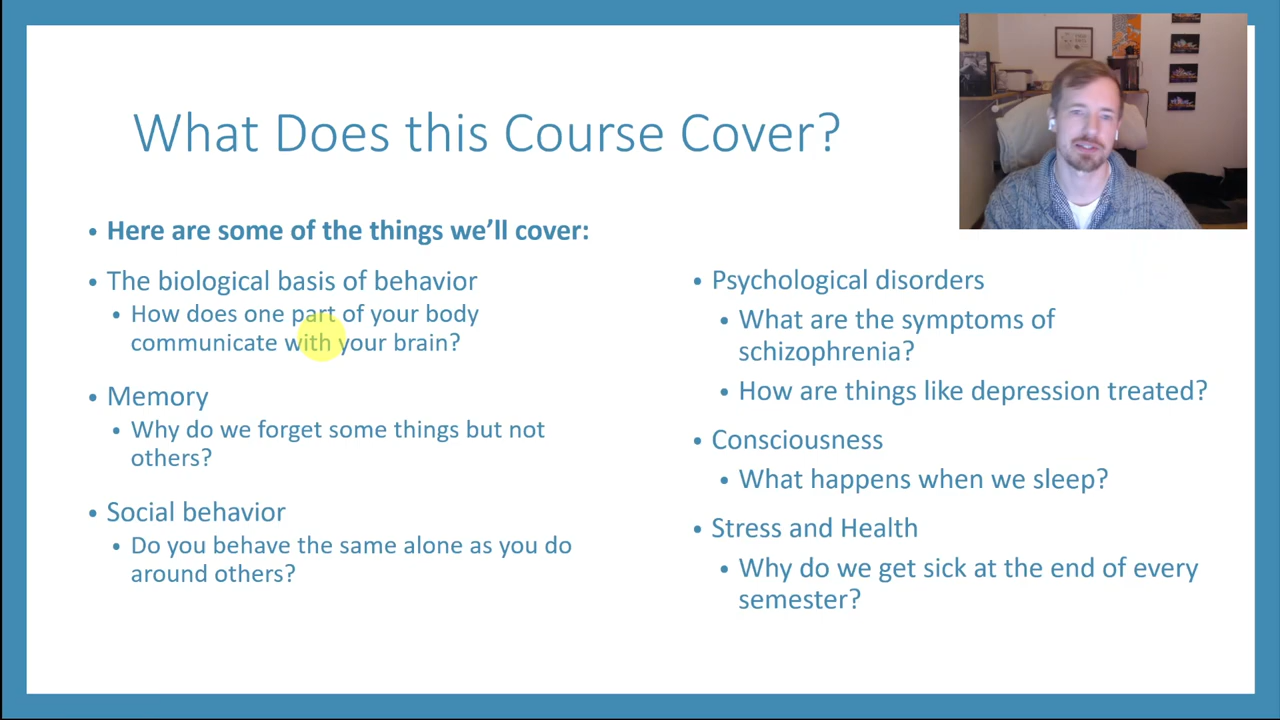 What Does this Course Cover?
• Here are some of the things we'll cover:
• The biological basis of behavior
• How does one part of your body
communicate with your brain?
• Memory
• Why do we forget some things but not
others?
• Social behavior
• Do you behave the same alone as you do
around others?
• Psychological disorders
• What are the symptoms of
schizophrenia?
• How are things like depression treated?
• Consciousness
• What happens when we sleep?
• Stress and Health
• Why do we get sick at the end of every
semester?